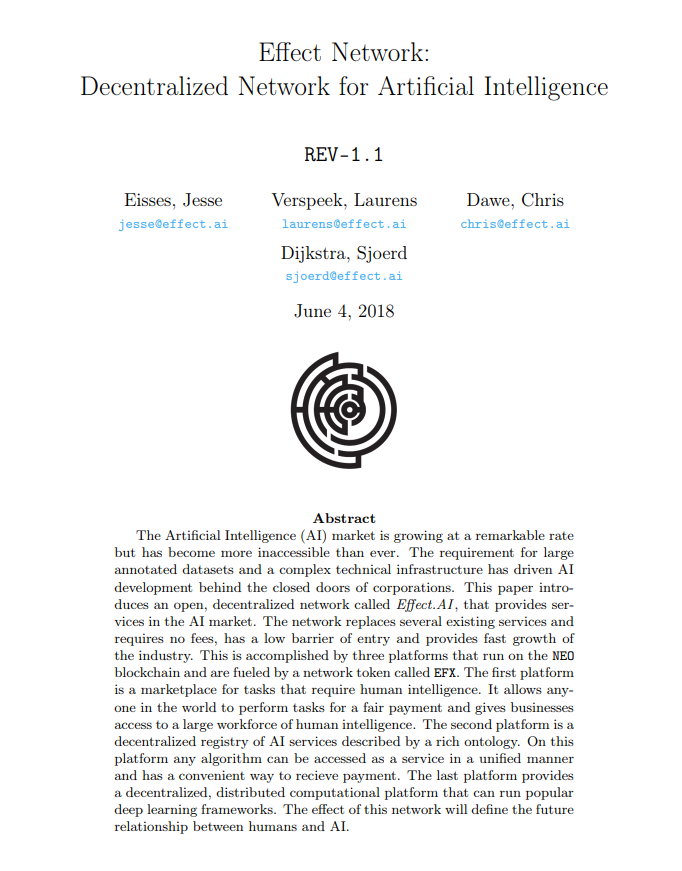 Effect Network:
Decentralized Network for Artificial Intelligence
REV-1.1
Eisses, Jesse
jesse@effect.ai
Verspeek, Laurens
laurens@effect.ai
Dawe, Chris
chris@effect.ai
Dijkstra, Sjoerd
sjoerd@effect.ai
June 4, 2018
Abstract
The Artificial Intelligence (AI) market is growing at a remarkable rate
but has become more inaccessible than ever. The requirement for large
annotated datasets and a complex technical infrastructure has driven AI
development behind the closed doors of corporations. This paper intro-
duces an open, decentralized network called Effect.AI, that provides ser-
vices in the AI market. The network replaces several existing services and
requires no fees, has a low barrier of entry and provides fast growth of
the industry. This is accomplished by three platforms that run on the NEO
blockchain and are fueled by a network token called EFX. The first platform
is a marketplace for tasks that require human intelligence. It allows any-
one in the world to perform tasks for a fair payment and gives businesses
access to a large workforce of human intelligence. The second platform is a
decentralized registry of AI services described by a rich ontology. On this
platform any algorithm can be accessed as a service in a unified manner
and has a convenient way to recieve payment. The last platform provides
a decentralized, distributed computational platform that can run popular
deep learning frameworks. The effect of this network will define the future
relationship between humans and AI.